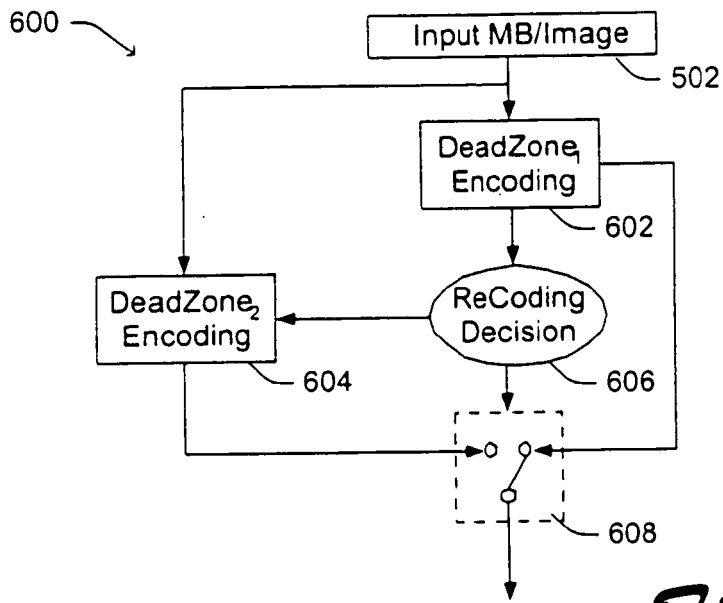 600
Input MB/Image
502
DeadZone1
Encoding
602
DeadZone2
Encoding
604
ReCoding
Decision
606
608